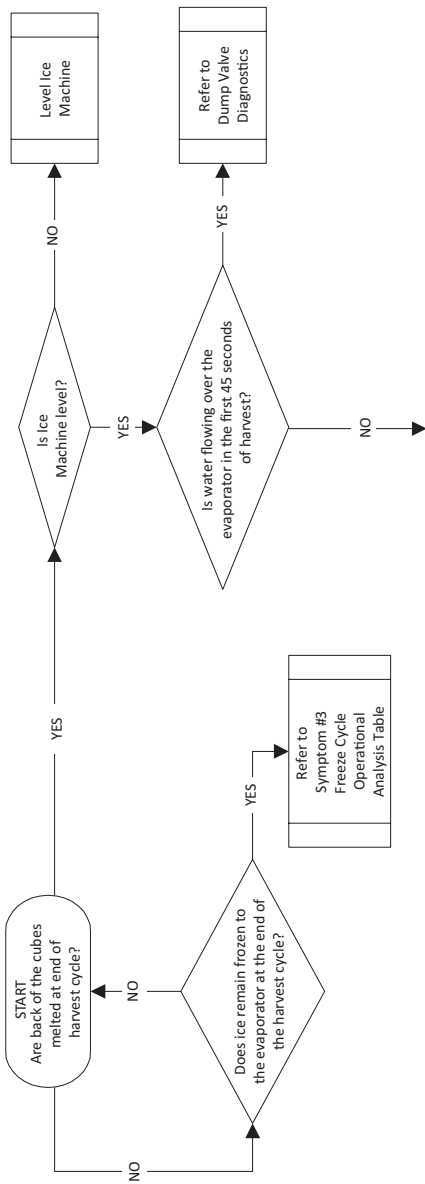 START
Are back of the cubes
melted at end of
harvest cycle?
YES
NO
Is Ice
Machine level?
NO
Level Ice
Machine
YES
Does ice remain frozen to
the evaporator at the end of
the harvest cycle?
NO
YES
Refer to
Symptom #3
Freeze Cycle
Operational
Analysis Table
Is water flowing over the
evaporator in the first 45 seconds
of harvest?
YES
Refer to
Dump Valve
Diagnostics
NO